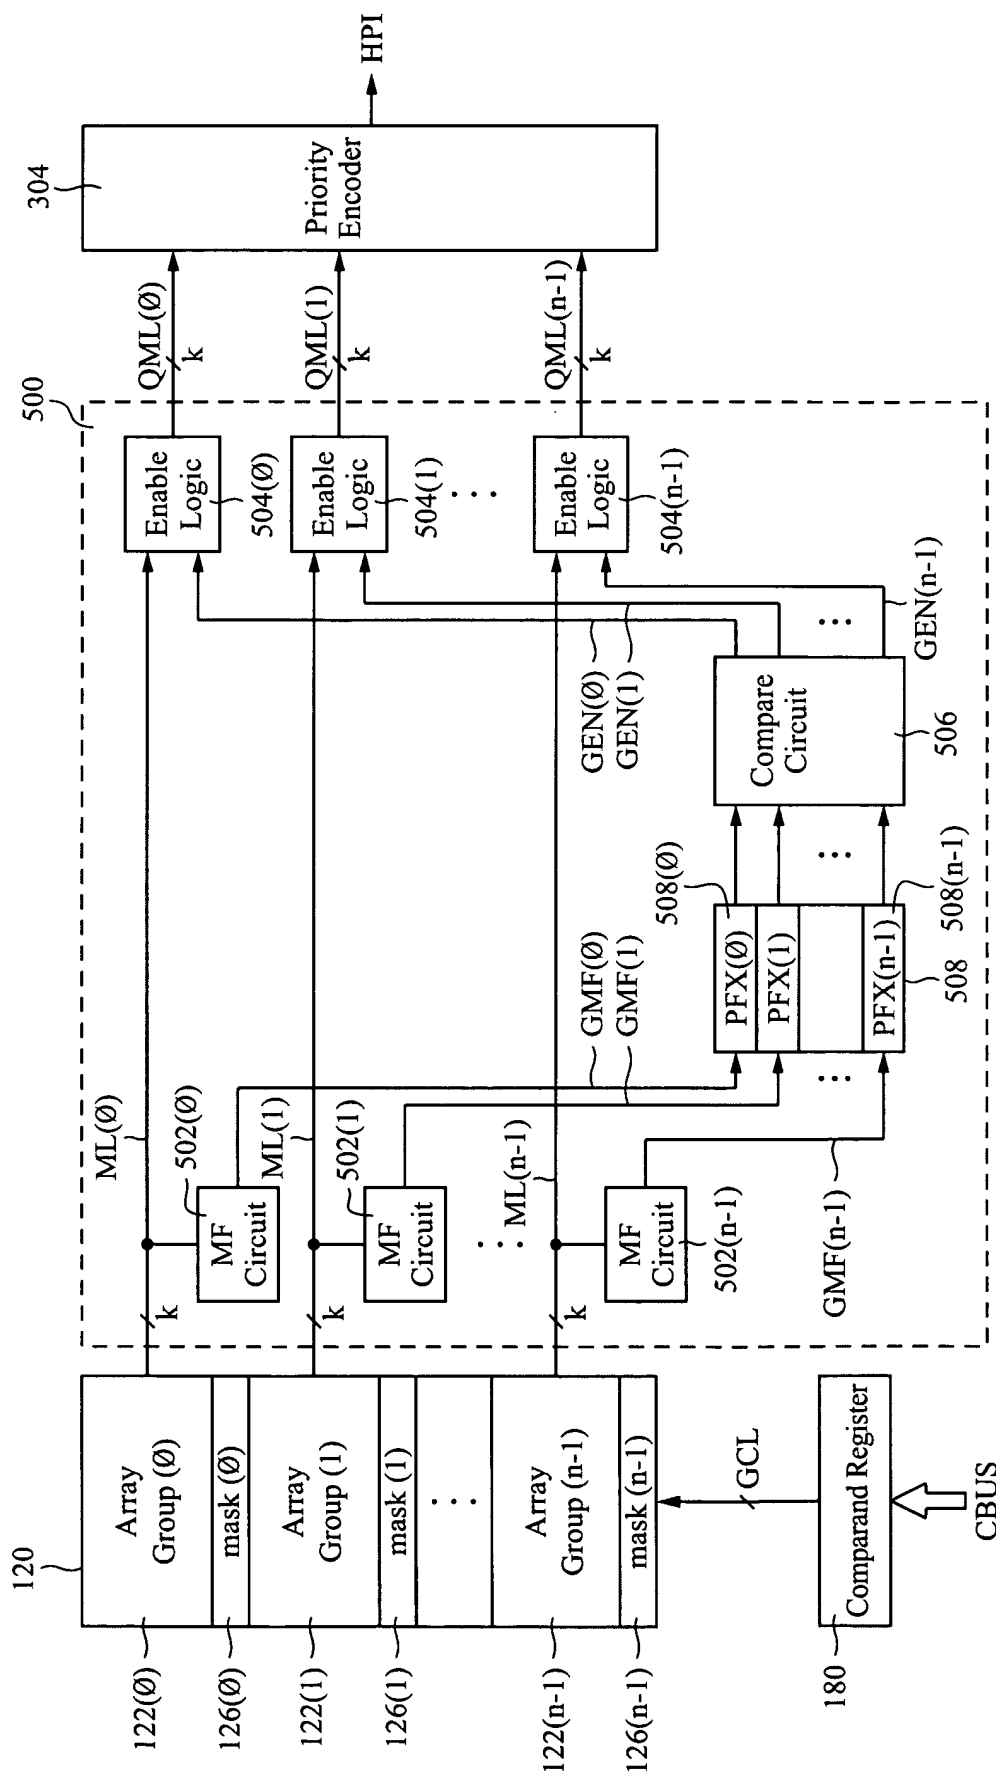 120
Array
Group (Ø)
mask (Ø)
Array
Group (1)
mask (1)
. . .
Array
Group (n-1)
mask (n-1)
122(Ø)
126(Ø)
122(1)
126(1)
122(n-1)
126(n-1)
GCL
Comparand Register
180
CBUS
500
ML(Ø)
k
502(Ø)
MF
Circuit
ML(1)
k
502(1)
MF
Circuit
. . .
ML(n-1)
k
MF
Circuit
502(n-1)
GMF(Ø)
GMF(1)
GMF(n-1)
. . .
508(Ø)
PFX(Ø)
PFX(1)
PFX(n-1)
508(n-1)
508
. . .
Compare
Circuit
506
GEN(Ø)
GEN(1)
. . .
GEN(n-1)
Enable
Logic
504(Ø)
Enable
Logic
504(1)
. . .
Enable
Logic
504(n-1)
QML(Ø)
k
QML(1)
k
QML(n-1)
k
304
Priority
Encoder
HPI